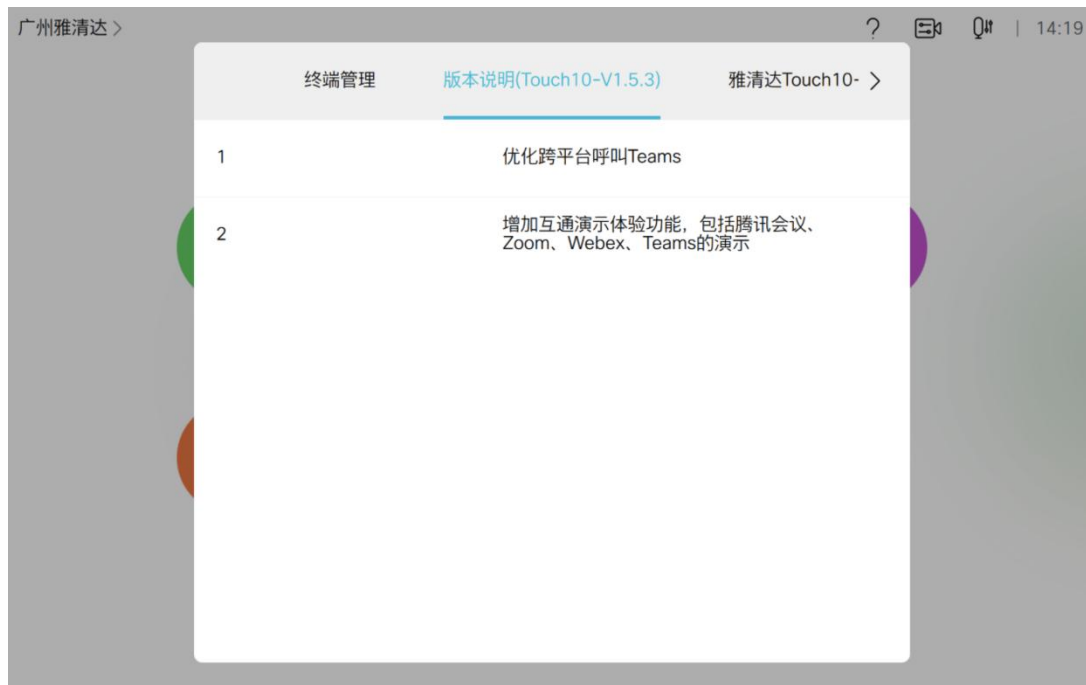 广州雅清达
14:19
终端管理
版本说明(Touch10-V1.5.3)
雅清达Touch10-
1
优化跨平台呼叫Teams
2
增加互通演示体验功能，包括腾讯会议、
Zoom、Webex、Teams的演示